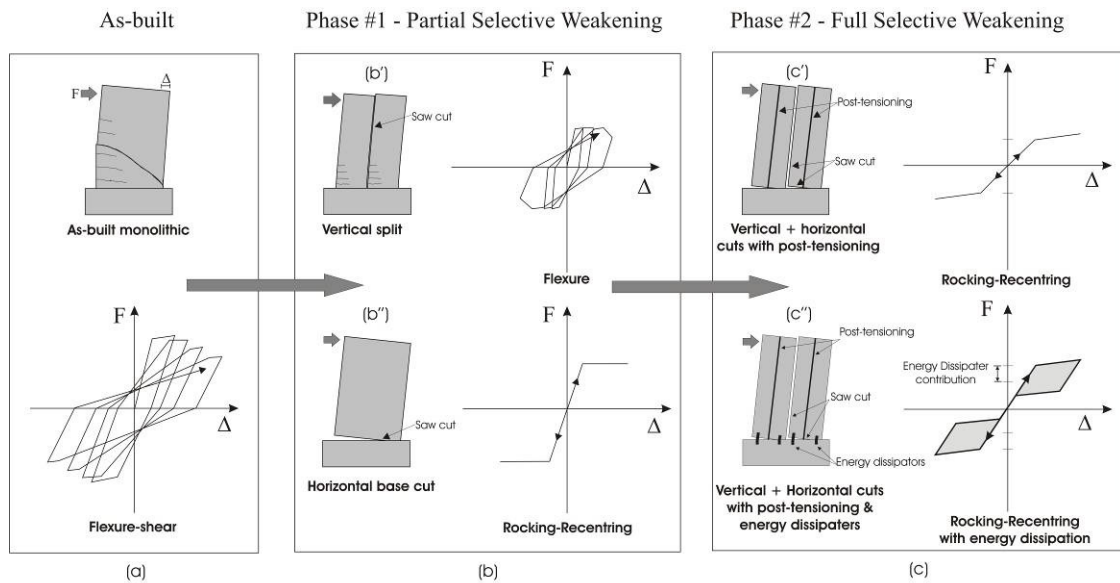 As-built
Phase #1 - Partial Selective Weakening
Phase #2 - Full Selective Weakening
F
Δ
As-built monolithic
F
Δ
Flexure-shear
(a)
(b')
Saw cut
Vertical split
F
Δ
Flexure
(b'')
Saw cut
Horizontal base cut
F
Δ
Rocking-Recentring
(b)
(c')
Post-tensioning
Saw cut
Vertical + horizontal
cuts with post-tensioning
F
Δ
Rocking-Recentring
(c'')
Post-tensioning
Saw cut
Energy dissipators
Vertical + Horizontal cuts
with post-tensioning &
energy dissipaters
F
Energy Dissipater
contribution
Δ
Rocking-Recentring
with energy dissipation
(c)